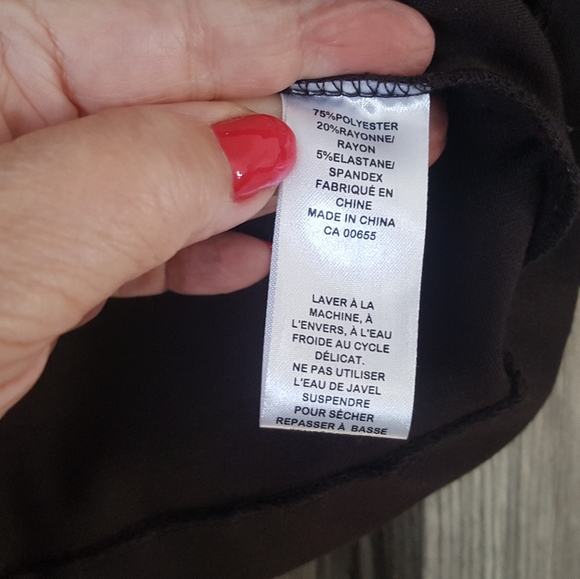 75%POLYESTER
20%RAYONNE/
RAYON
5%ELASTANE/
SPANDEX
FABRIQUÉ EN
CHINE
MADE IN CHINA
CA 00655
LAVER À LA
MACHINE, À
L'ENVERS, À L'EAU
FROIDE AU CYCLE
DÉLICAT.
NE PAS UTILISER
L'EAU DE JAVEL
SUSPENDRE
POUR SÉCHER
REPASSER À BASSE